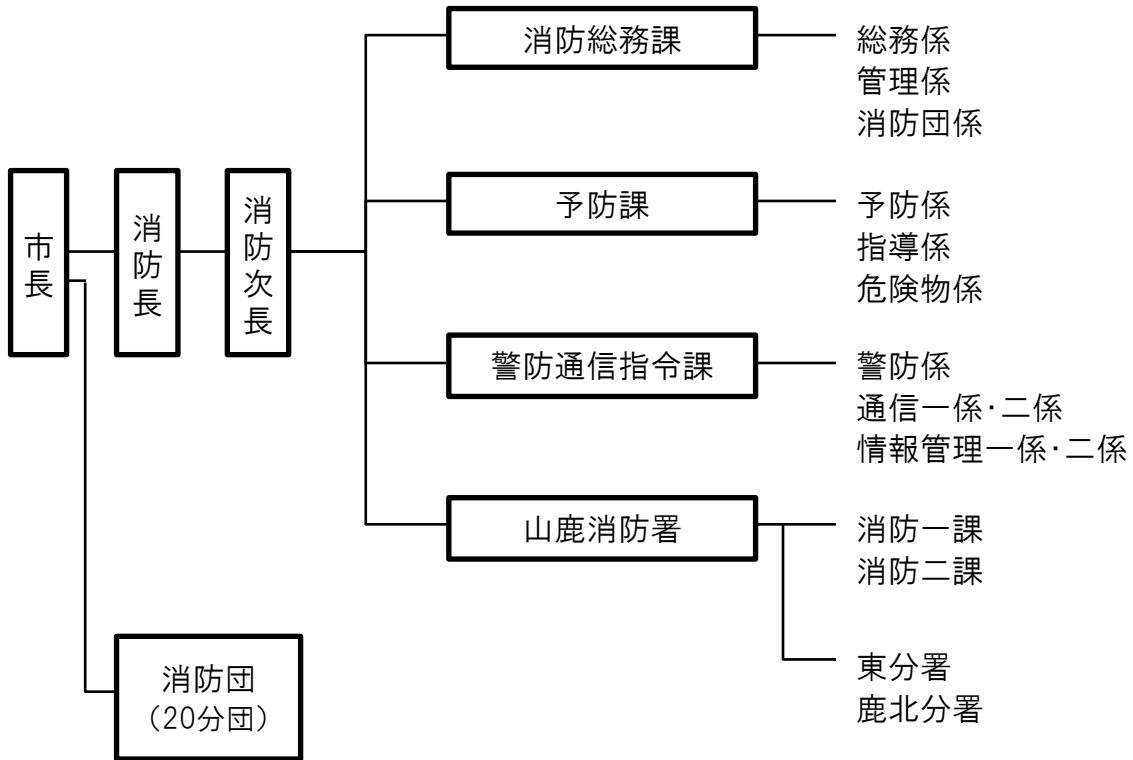 市長
消防長
消防次長
消防総務課
総務係
管理係
消防団係
予防課
予防係
指導係
危険物係
警防通信指令課
警防係
通信一係・二係
情報管理一係・二係
山鹿消防署
消防一課
消防二課
東分署
鹿北分署
消防団
（20分団）